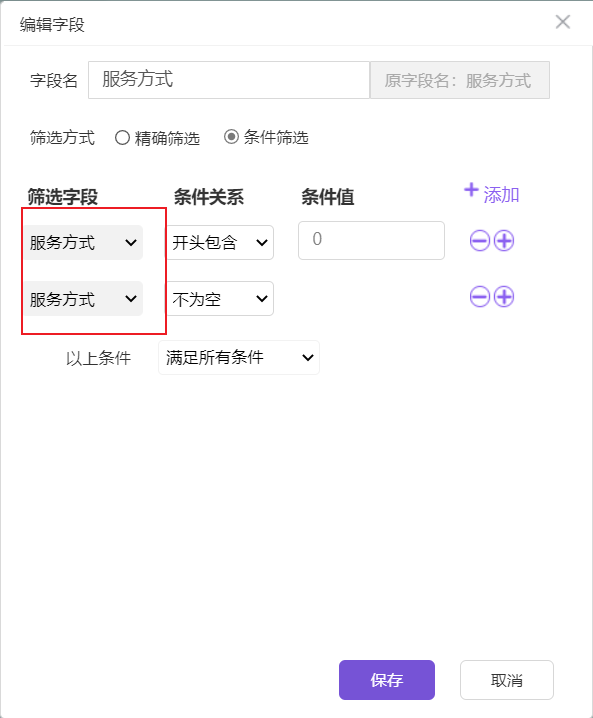 编辑字段
字段名 服务方式 原字段名：服务方式
筛选方式 精确筛选 条件筛选
筛选字段 条件关系 条件值 添加
服务方式 开头包含 0
服务方式 不为空
以上条件 满足所有条件
保存 取消